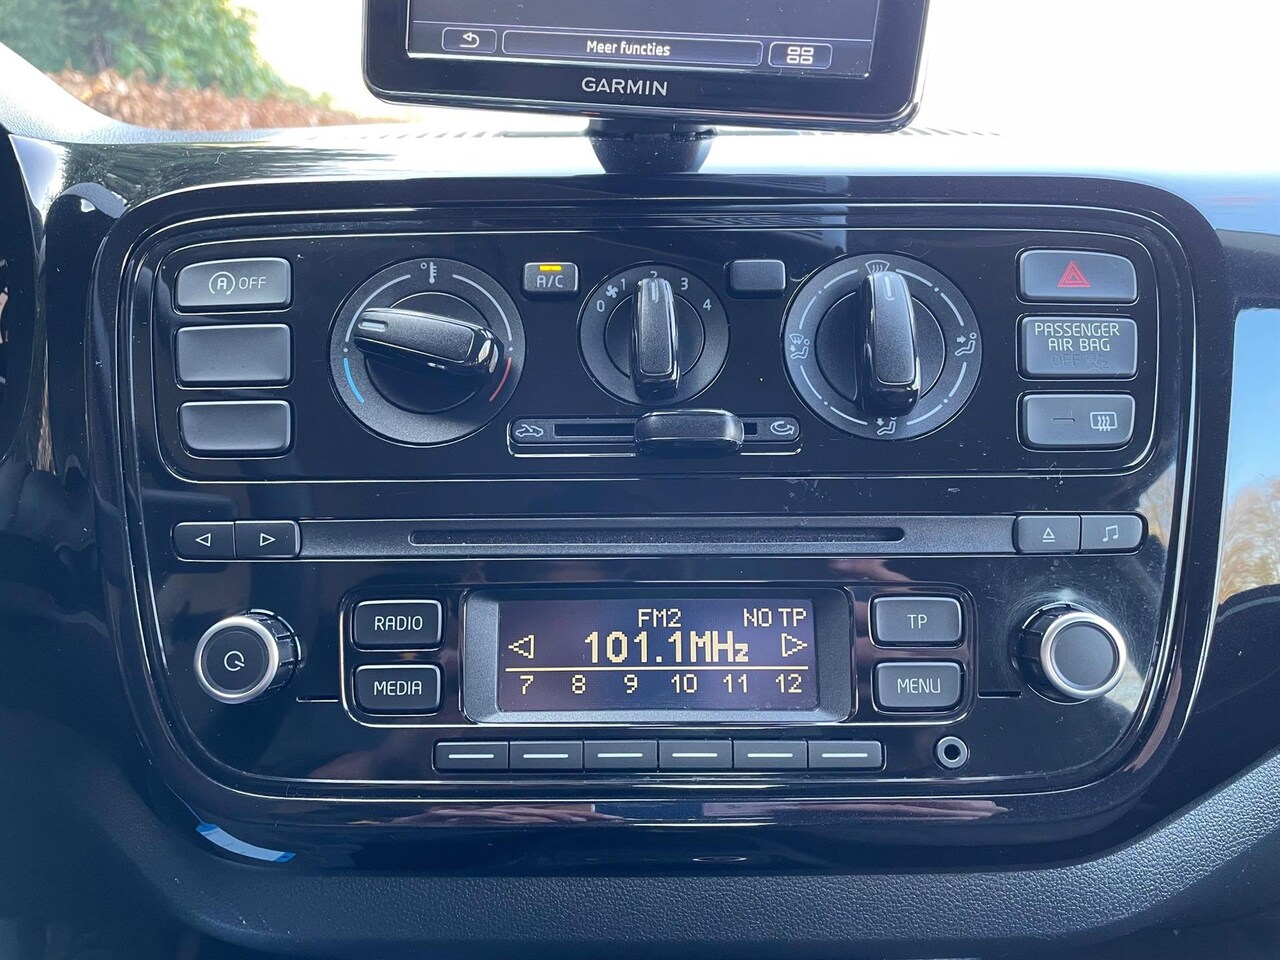 Meer functies
GARMIN
A OFF
A/C
0 1 2 3 4
PASSENGER
AIR BAG
OFF
RADIO
MEDIA
FM2 NO TP
101.1MHz
7 8 9 10 11 12
TP
MENU